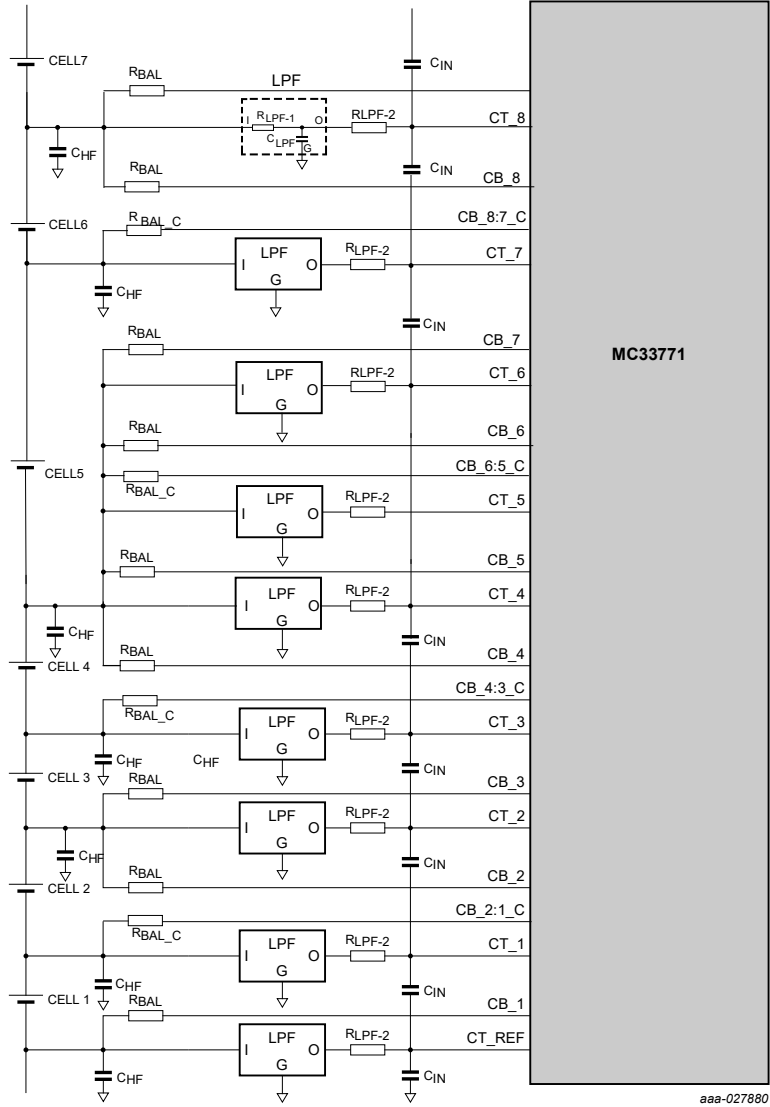 CELL7
RBAL
LPF
CIN
RLPF-1
I
O
CLPF
G
RLPF-2
CT_8
CHF
CIN
RBAL
CB_8
CELL6
R BAL_C
CB_8:7_C
LPF
I
O
G
RLPF-2
CT_7
CHF
CIN
RBAL
CB_7
MC33771
LPF
I
O
G
RLPF-2
CT_6
RBAL
CB_6
CELL5
RBAL_C
CB_6:5_C
LPF
I
O
G
RLPF-2
CT_5
RBAL
CB_5
LPF
I
O
G
RLPF-2
CT_4
CHF
CIN
RBAL
CB_4
CELL 4
RBAL_C
CB_4:3_C
LPF
I
O
G
RLPF-2
CT_3
CHF
CHF
CIN
CELL 3
RBAL
CB_3
LPF
I
O
G
RLPF-2
CT_2
CHF
CIN
RBAL
CB_2
CELL 2
RBAL_C
CB_2:1_C
LPF
I
O
G
RLPF-2
CT_1
CHF
CIN
CELL 1
RBAL
CB_1
LPF
I
O
G
RLPF-2
CT_REF
CHF
CIN
aaa-027880